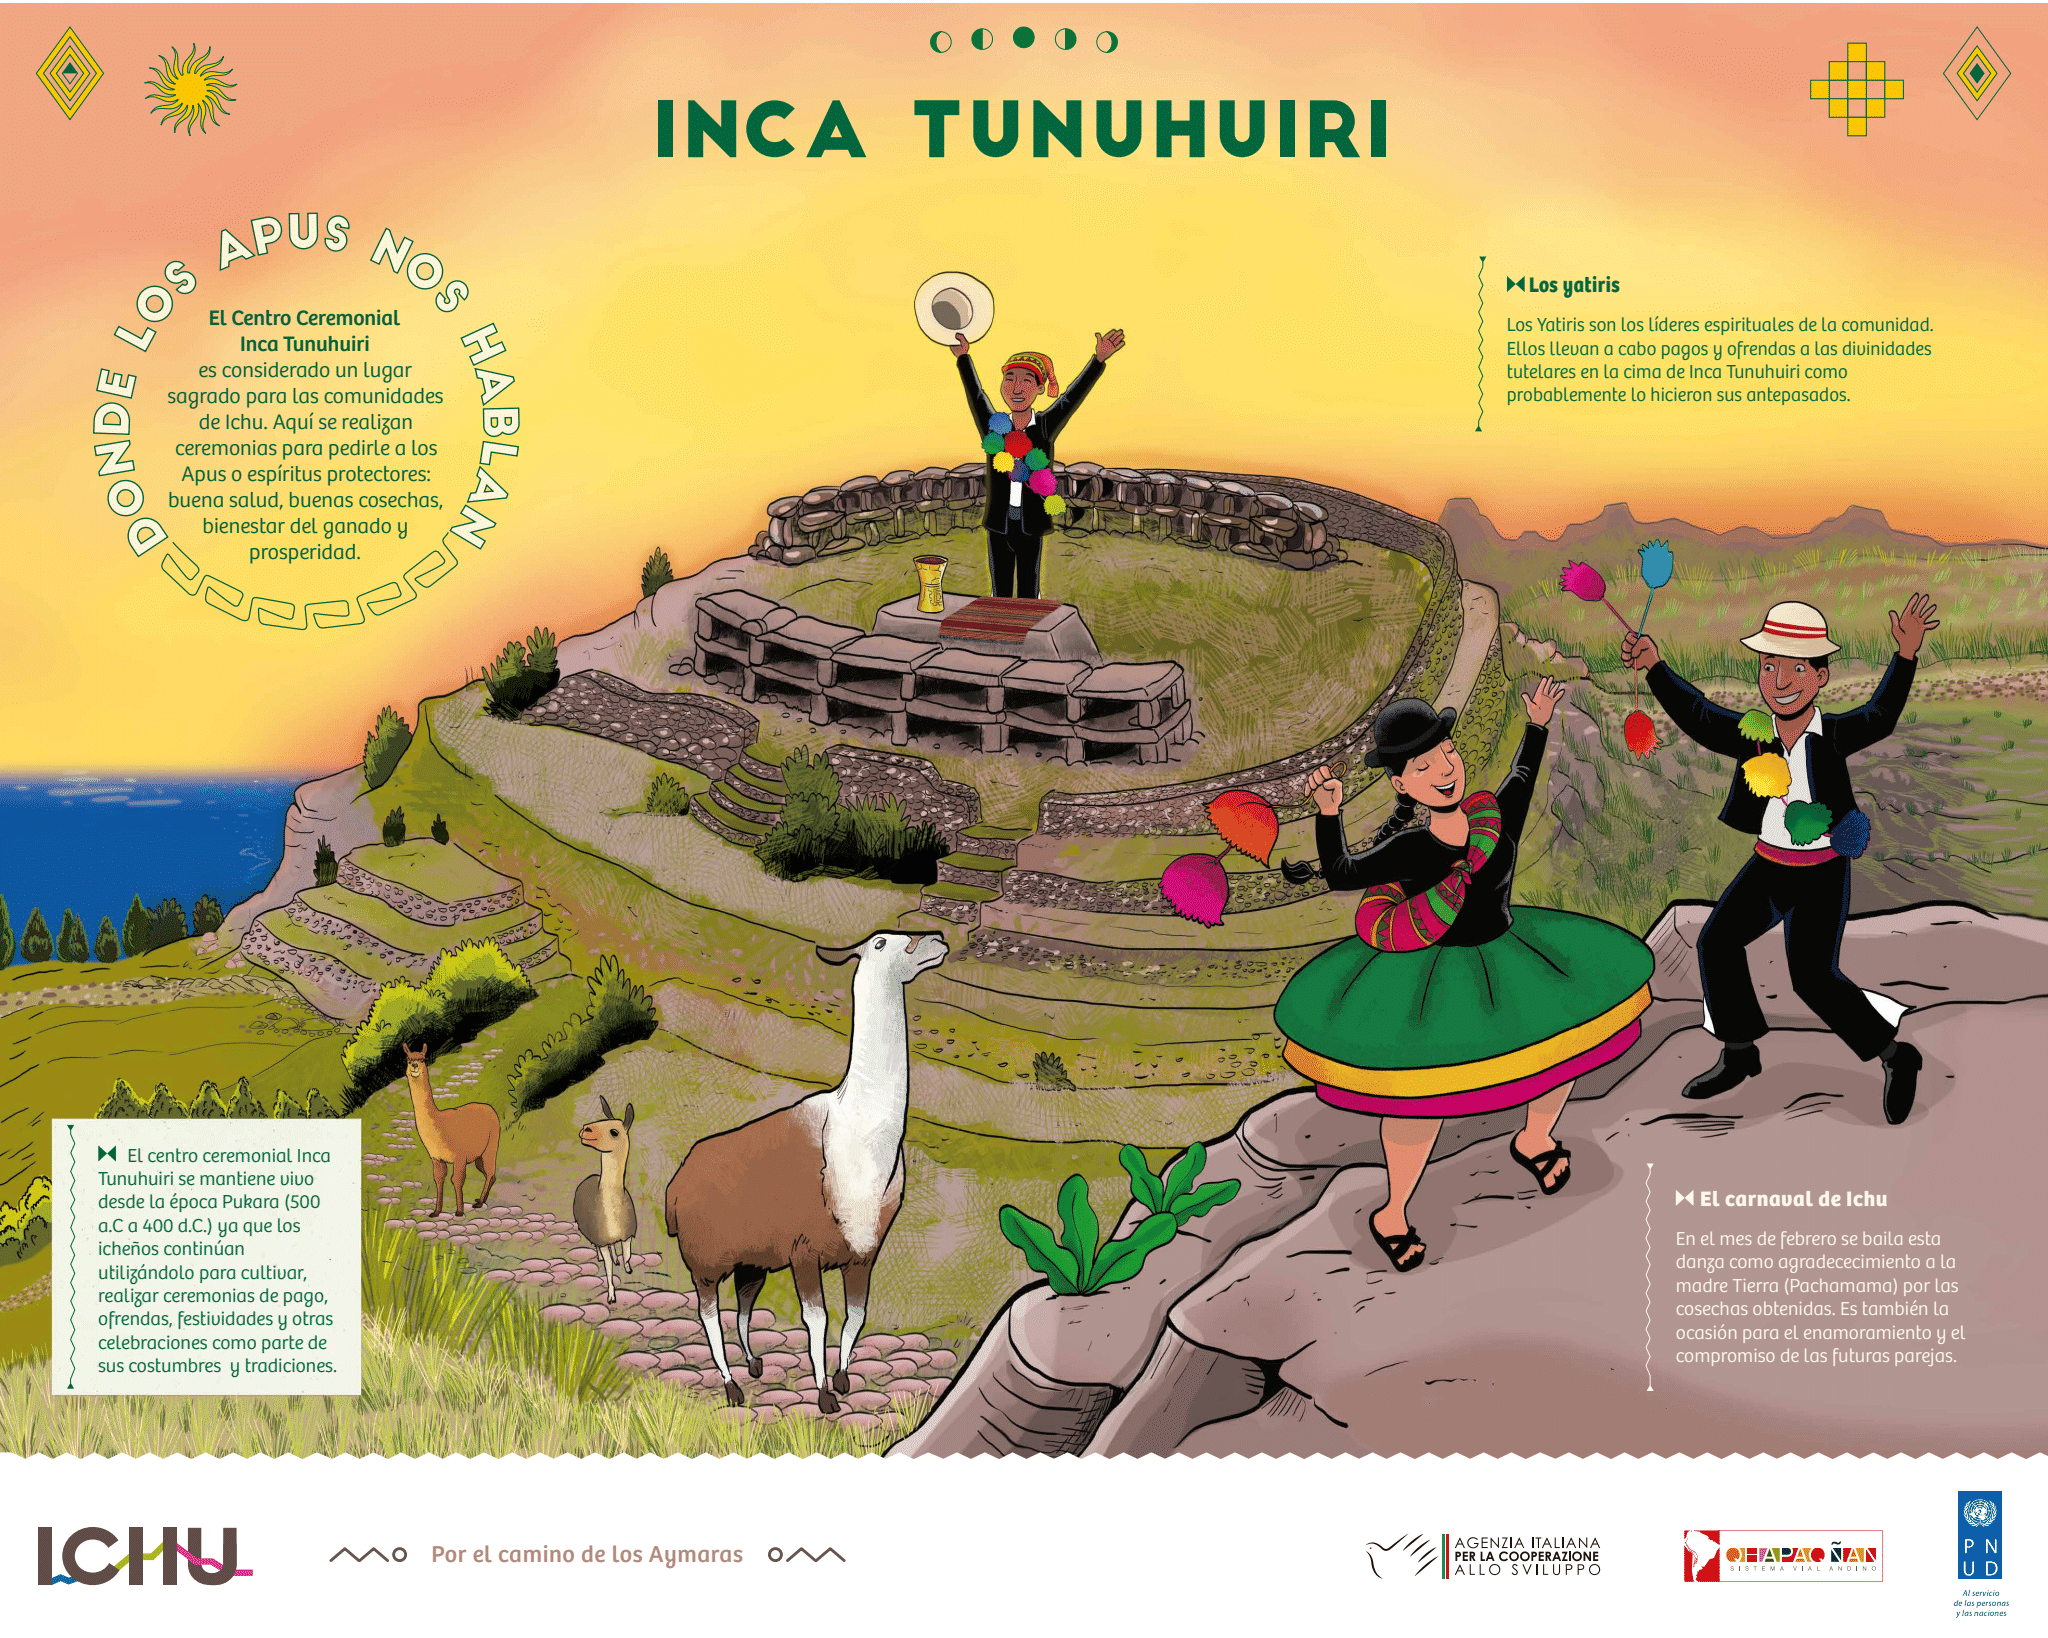 INCA TUNUHUIRI
DONDE LOS APUS NOS HABLAN
El Centro Ceremonial
Inca Tunuhuiri
es considerado un lugar
sagrado para las comunidades
de Ichu. Aquí se realizan
ceremonias para pedirle a los
Apus o espíritus protectores:
buena salud, buenas cosechas,
bienestar del ganado y
prosperidad.
Los yatiris
Los Yatiris son los líderes espirituales de la comunidad.
Ellos llevan a cabo pagos y ofrendas a las divinidades
tutelares en la cima de Inca Tunuhuiri como
probablemente lo hicieron sus antepasados.
El centro ceremonial Inca
Tunuhuiri se mantiene vivo
desde la época Pukara (500
a.C a 400 d.C.) ya que los
icheños continúan
utilizándolo para cultivar,
realizar ceremonias de pago,
ofrendas, festividades y otras
celebraciones como parte de
sus costumbres y tradiciones.
El carnaval de Ichu
En el mes de febrero se baila esta
danza como agradececimiento a la
madre Tierra (Pachamama) por las
cosechas obtenidas. Es también la
ocasión para el enamoramiento y el
compromiso de las futuras parejas.
ICHU
Por el camino de los Aymaras
AGENZIA ITALIANA
PER LA COOPERAZIONE
ALLO SVILUPPO
QHAPAQ ÑAN
SISTEMA VIAL ANDINO
P N
U D
Al servicio
de las personas
y las naciones